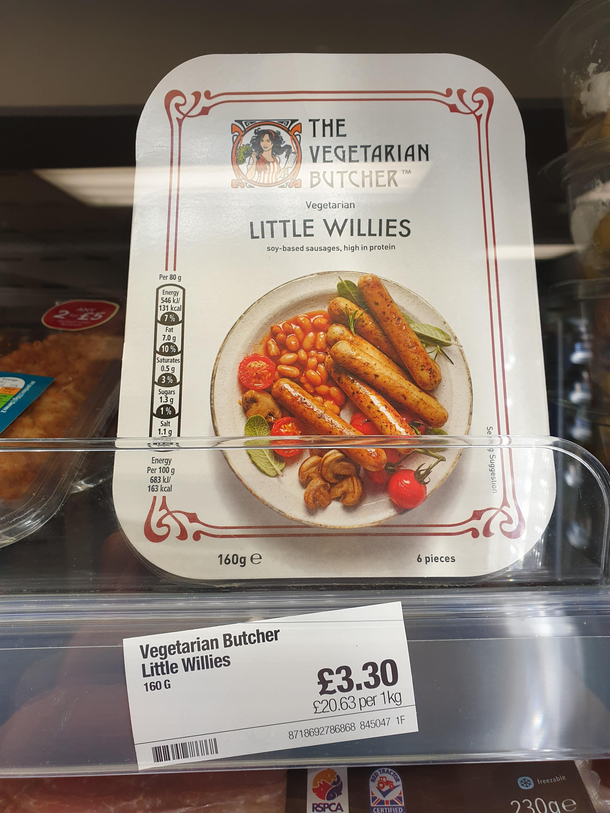 THE
VEGETARIAN
BUTCHER™
Vegetarian
LITTLE WILLIES
soy-based sausages, high in protein
Per 80 g
Energy
546 kJ/
131 kcal
7%
Fat
7.0 g
10%
Saturates
0.5 g
3%
Sugars
1.3 g
1%
Salt
1.1 g
Energy
Per 100 g
683 kJ/
163 kcal
160g e
6 pieces
2 £5
Vegetarian Butcher
Little Willies
160 G
£3.30
£20.63 per 1kg
8718692786868 845047 1F
RSPCA
RED TRACTOR
CERTIFIED
freezable
230g e